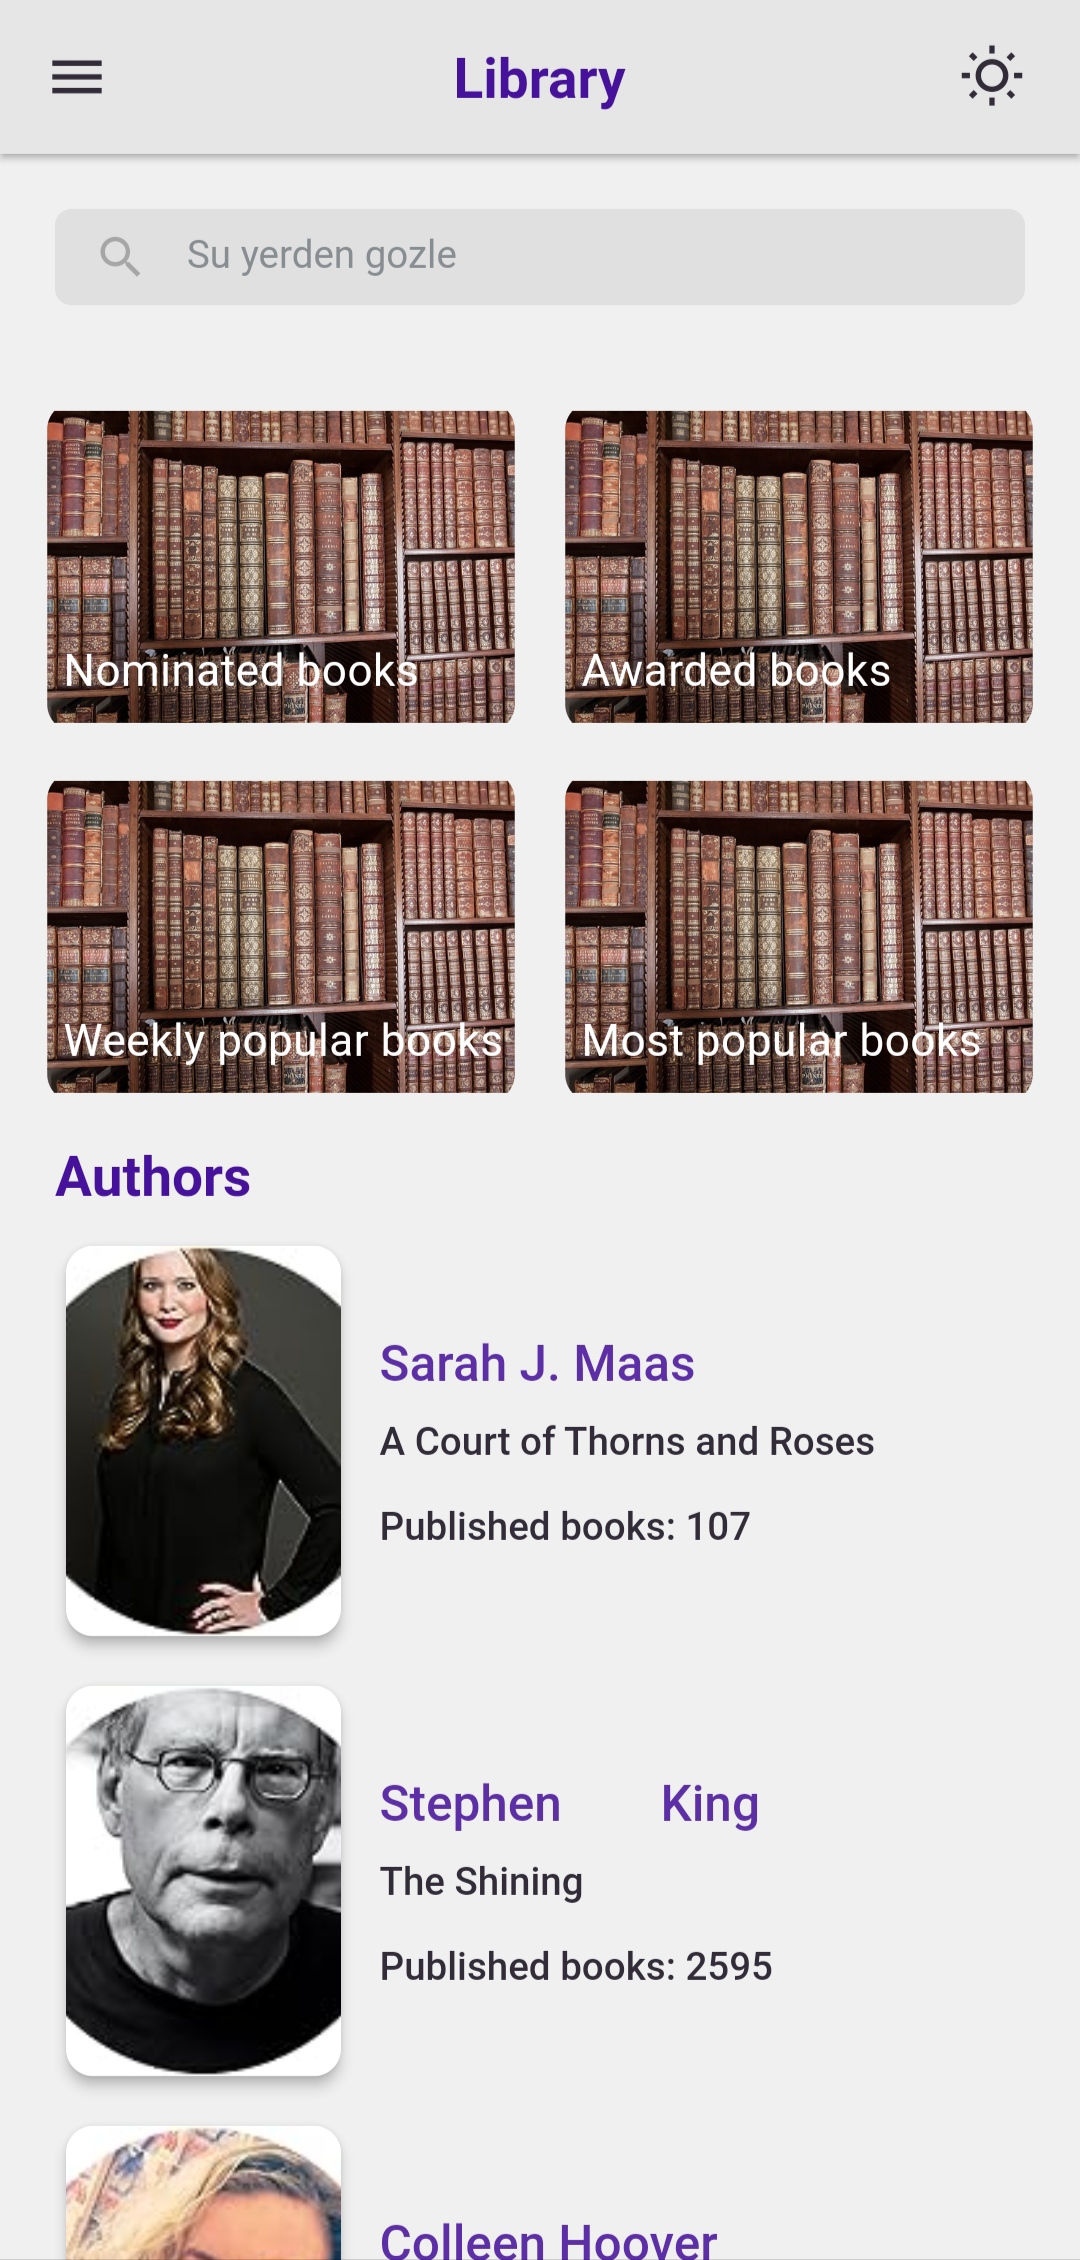 Library
Su yerden gozle
Nominated books
Awarded books
Weekly popular books
Most popular books
Authors
Sarah J. Maas
A Court of Thorns and Roses
Published books: 107
Stephen King
The Shining
Published books: 2595
Colleen Hoover